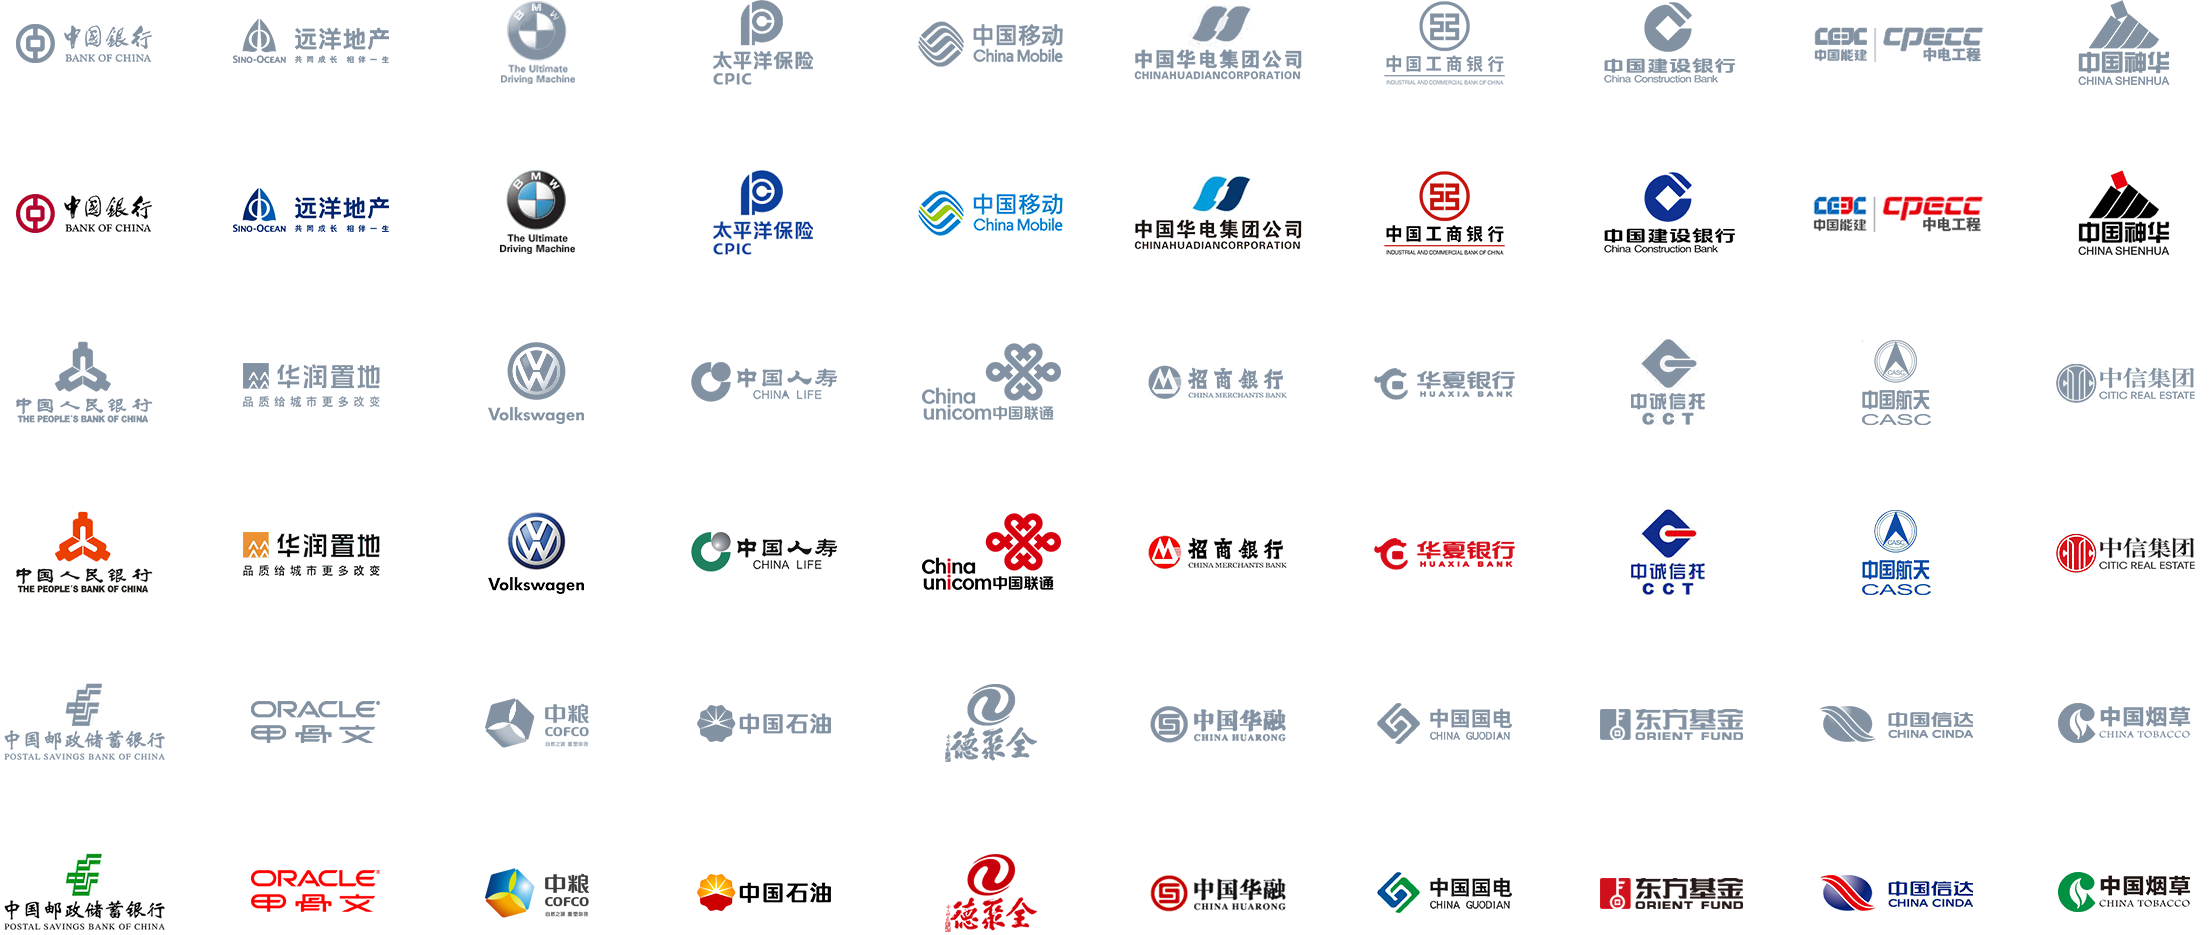 中国銀行
BANK OF CHINA
SINO-OCEAN
远洋地产
共同成长 相伴一生
BMW
The Ultimate
Driving Machine
太平洋保险
CPIC
中国移动
China Mobile
中国华电集团公司
CHINAHUADIANCORPORATION
中国工商银行
INDUSTRIAL AND COMMERCIAL BANK OF CHINA
中国建设银行
China Construction Bank
CEEC
中国能建
CPECC
中电工程
中国神华
CHINA SHENHUA
中国銀行
BANK OF CHINA
SINO-OCEAN
远洋地产
共同成长 相伴一生
BMW
The Ultimate
Driving Machine
太平洋保险
CPIC
中国移动
China Mobile
中国华电集团公司
CHINAHUADIANCORPORATION
中国工商银行
INDUSTRIAL AND COMMERCIAL BANK OF CHINA
中国建设银行
China Construction Bank
CEEC
中国能建
CPECC
中电工程
中国神华
CHINA SHENHUA
中国人民银行
THE PEOPLE'S BANK OF CHINA
华润置地
品质给城市更多改变
Volkswagen
中国人寿
CHINA LIFE
China
unicom中国联通
招商银行
CHINA MERCHANTS BANK
华夏银行
HUAXIA BANK
中诚信托
CCT
CASC
中国航天
CASC
中信集团
CITIC REAL ESTATE
中国人民银行
THE PEOPLE'S BANK OF CHINA
华润置地
品质给城市更多改变
Volkswagen
中国人寿
CHINA LIFE
China
unicom中国联通
招商银行
CHINA MERCHANTS BANK
华夏银行
HUAXIA BANK
中诚信托
CCT
CASC
中国航天
CASC
中信集团
CITIC REAL ESTATE
中国邮政储蓄银行
POSTAL SAVINGS BANK OF CHINA
ORACLE
甲骨文
中粮
COFCO
自然之源 重塑你我
中国石油
德聚全
中国华融
CHINA HUARONG
中国国电
CHINA GUODIAN
东方基金
ORIENT FUND
中国信达
CHINA CINDA
中国烟草
CHINA TOBACCO
中国邮政储蓄银行
POSTAL SAVINGS BANK OF CHINA
ORACLE
甲骨文
中粮
COFCO
自然之源 重塑你我
中国石油
德聚全
中国华融
CHINA HUARONG
中国国电
CHINA GUODIAN
东方基金
ORIENT FUND
中国信达
CHINA CINDA
中国烟草
CHINA TOBACCO